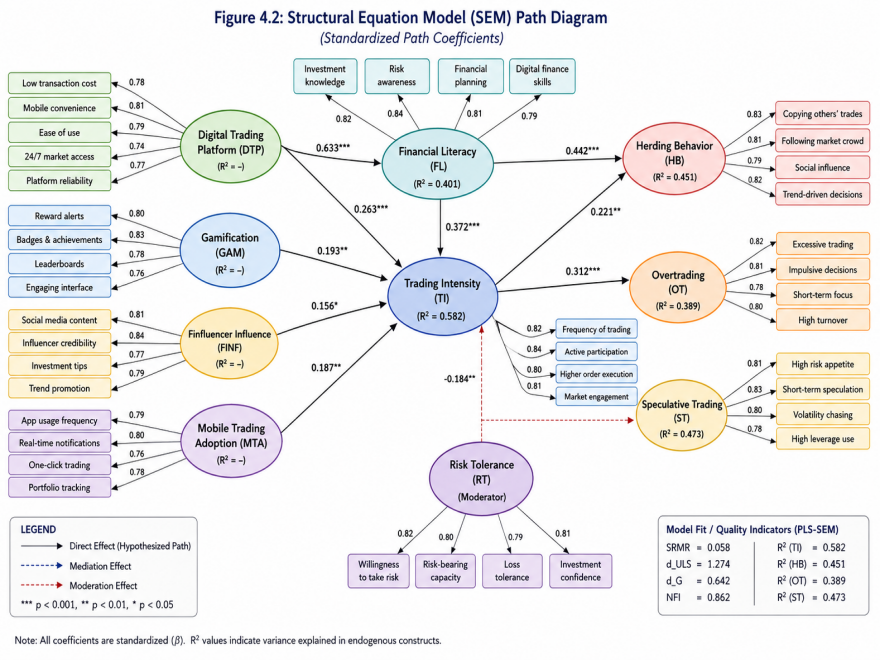 Figure 4.2: Structural Equation Model (SEM) Path Diagram
(Standardized Path Coefficients)
Investment
knowledge
Risk
awareness
Financial
planning
Digital finance
skills
0.82
0.84
0.81
0.79
Low transaction cost
Mobile convenience
Ease of use
24/7 market access
Platform reliability
0.78
0.81
0.79
0.74
0.77
Digital Trading
Platform (DTP)
(R² = –)
0.633***
0.263***
Financial Literacy
(FL)
(R² = 0.401)
0.442***
0.372***
Herding Behavior
(HB)
(R² = 0.451)
0.83
0.81
0.79
0.82
Copying others' trades
Following market crowd
Social influence
Trend-driven decisions
Reward alerts
Badges & achievements
Leaderboards
Engaging interface
0.80
0.83
0.78
0.76
Gamification
(GAM)
(R² = –)
0.193**
0.221**
Trading Intensity
(TI)
(R² = 0.582)
0.312***
Overtrading
(OT)
(R² = 0.389)
0.82
0.81
0.78
0.80
Excessive trading
Impulsive decisions
Short-term focus
High turnover
Social media content
Influencer credibility
Investment tips
Trend promotion
0.81
0.84
0.77
0.79
Finfluencer Influence
(FINF)
(R² = –)
0.156*
0.82
0.84
0.80
0.81
Frequency of trading
Active participation
Higher order execution
Market engagement
App usage frequency
Real-time notifications
One-click trading
Portfolio tracking
0.79
0.80
0.76
0.78
Mobile Trading
Adoption (MTA)
(R² = –)
0.187**
-0.184**
Speculative Trading
(ST)
(R² = 0.473)
0.81
0.83
0.80
0.78
High risk appetite
Short-term speculation
Volatility chasing
High leverage use
Risk Tolerance
(RT)
(Moderator)
0.82
0.80
0.79
0.81
Willingness
to take risk
Risk-bearing
capacity
Loss
tolerance
Investment
confidence
LEGEND
Direct Effect (Hypothesized Path)
Mediation Effect
Moderation Effect
*** p < 0.001, ** p < 0.01, * p < 0.05
Model Fit / Quality Indicators (PLS-SEM)
SRMR = 0.058 R² (TI) = 0.582
d_ULS = 1.274 R² (HB) = 0.451
d_G = 0.642 R² (OT) = 0.389
NFI = 0.862 R² (ST) = 0.473
Note: All coefficients are standardized (β). R² values indicate variance explained in endogenous constructs.